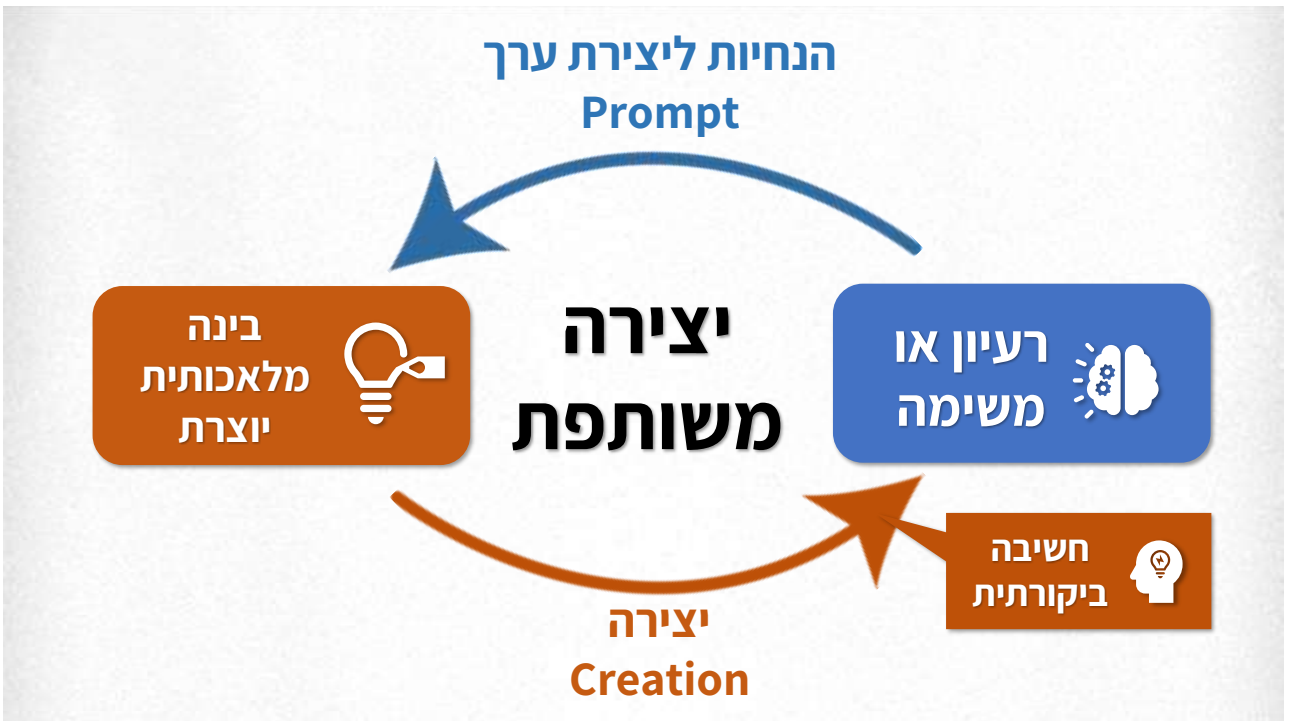 הנחיות ליצירת ערך
Prompt
רעיון או
משימה
יצירה
משותפת
בינה
מלאכותית
יוצרת
חשיבה
ביקורתית
יצירה
Creation